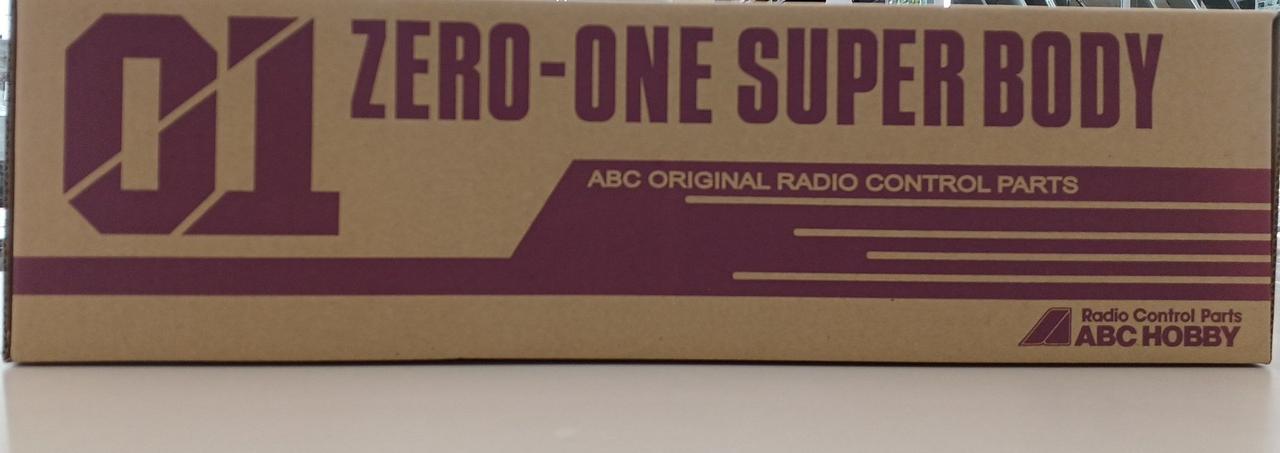 01 ZERO-ONE SUPER BODY
ABC ORIGINAL RADIO CONTROL PARTS
Radio Control Parts
ABC HOBBY